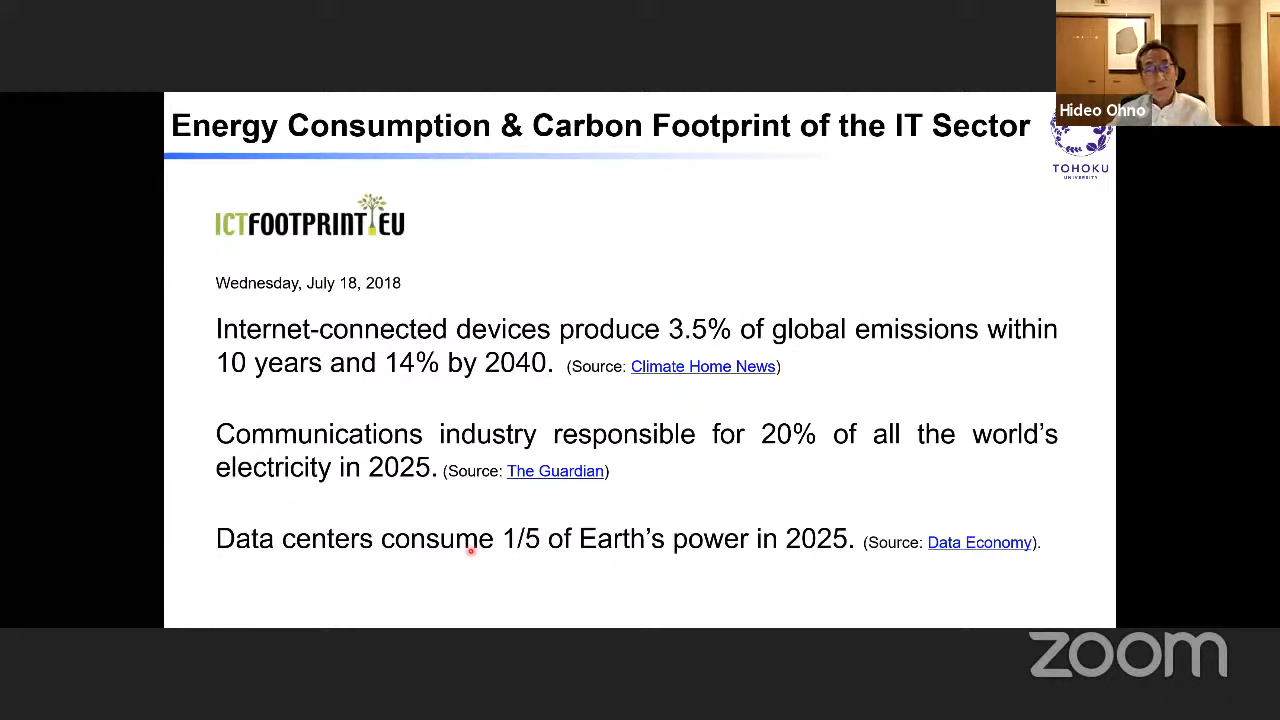 Hideo Ohno
Energy Consumption & Carbon Footprint of the IT Sector
TOHOKU
UNIVERSITY
ICTFOOTPRINT.EU
Wednesday, July 18, 2018
Internet-connected devices produce 3.5% of global emissions within
10 years and 14% by 2040. (Source: Climate Home News)
Communications industry responsible for 20% of all the world's
electricity in 2025. (Source: The Guardian)
Data centers consume 1/5 of Earth's power in 2025. (Source: Data Economy).
zoom